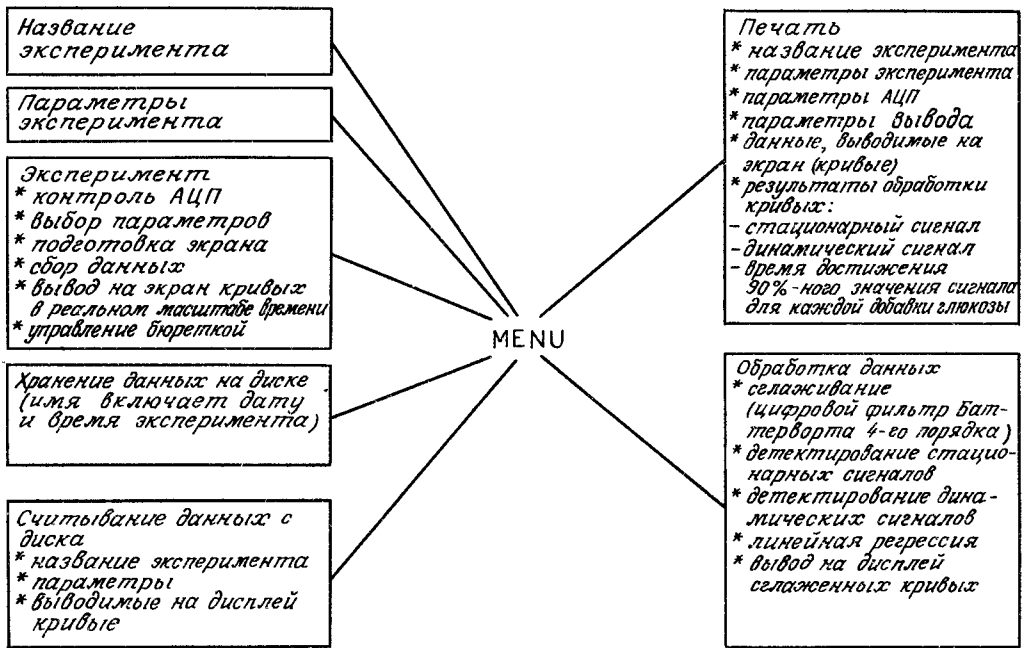 Название
эксперимента
Параметры
эксперимента
Эксперимент
* контроль АЦП
* выбор параметров
* подготовка экрана
* сбор данных
* вывод на экран кривых
в реальном масштабе времени
* управление бюреткой
Хранение данных на диске
(имя включает дату
и время эксперимента)
Считывание данных с
диска
* название эксперимента
* параметры
* выводимые на дисплей
кривые
MENU
Печать
* название эксперимента
* параметры эксперимента
* параметры АЦП
* параметры вывода
* данные, выводимые на
экран (кривые)
* результаты обработки
кривых:
– стационарный сигнал
– динамический сигнал
– время достижения
90%-ного значения сигнала
для каждой добавки глюкозы
Обработка данных
* сглаживание
(цифровой фильтр Бат-
терворта 4-го порядка)
* детектирование стацио-
нарных сигналов
* детектирование дина-
мических сигналов
* линейная регрессия
* вывод на дисплей
сглаженных кривых